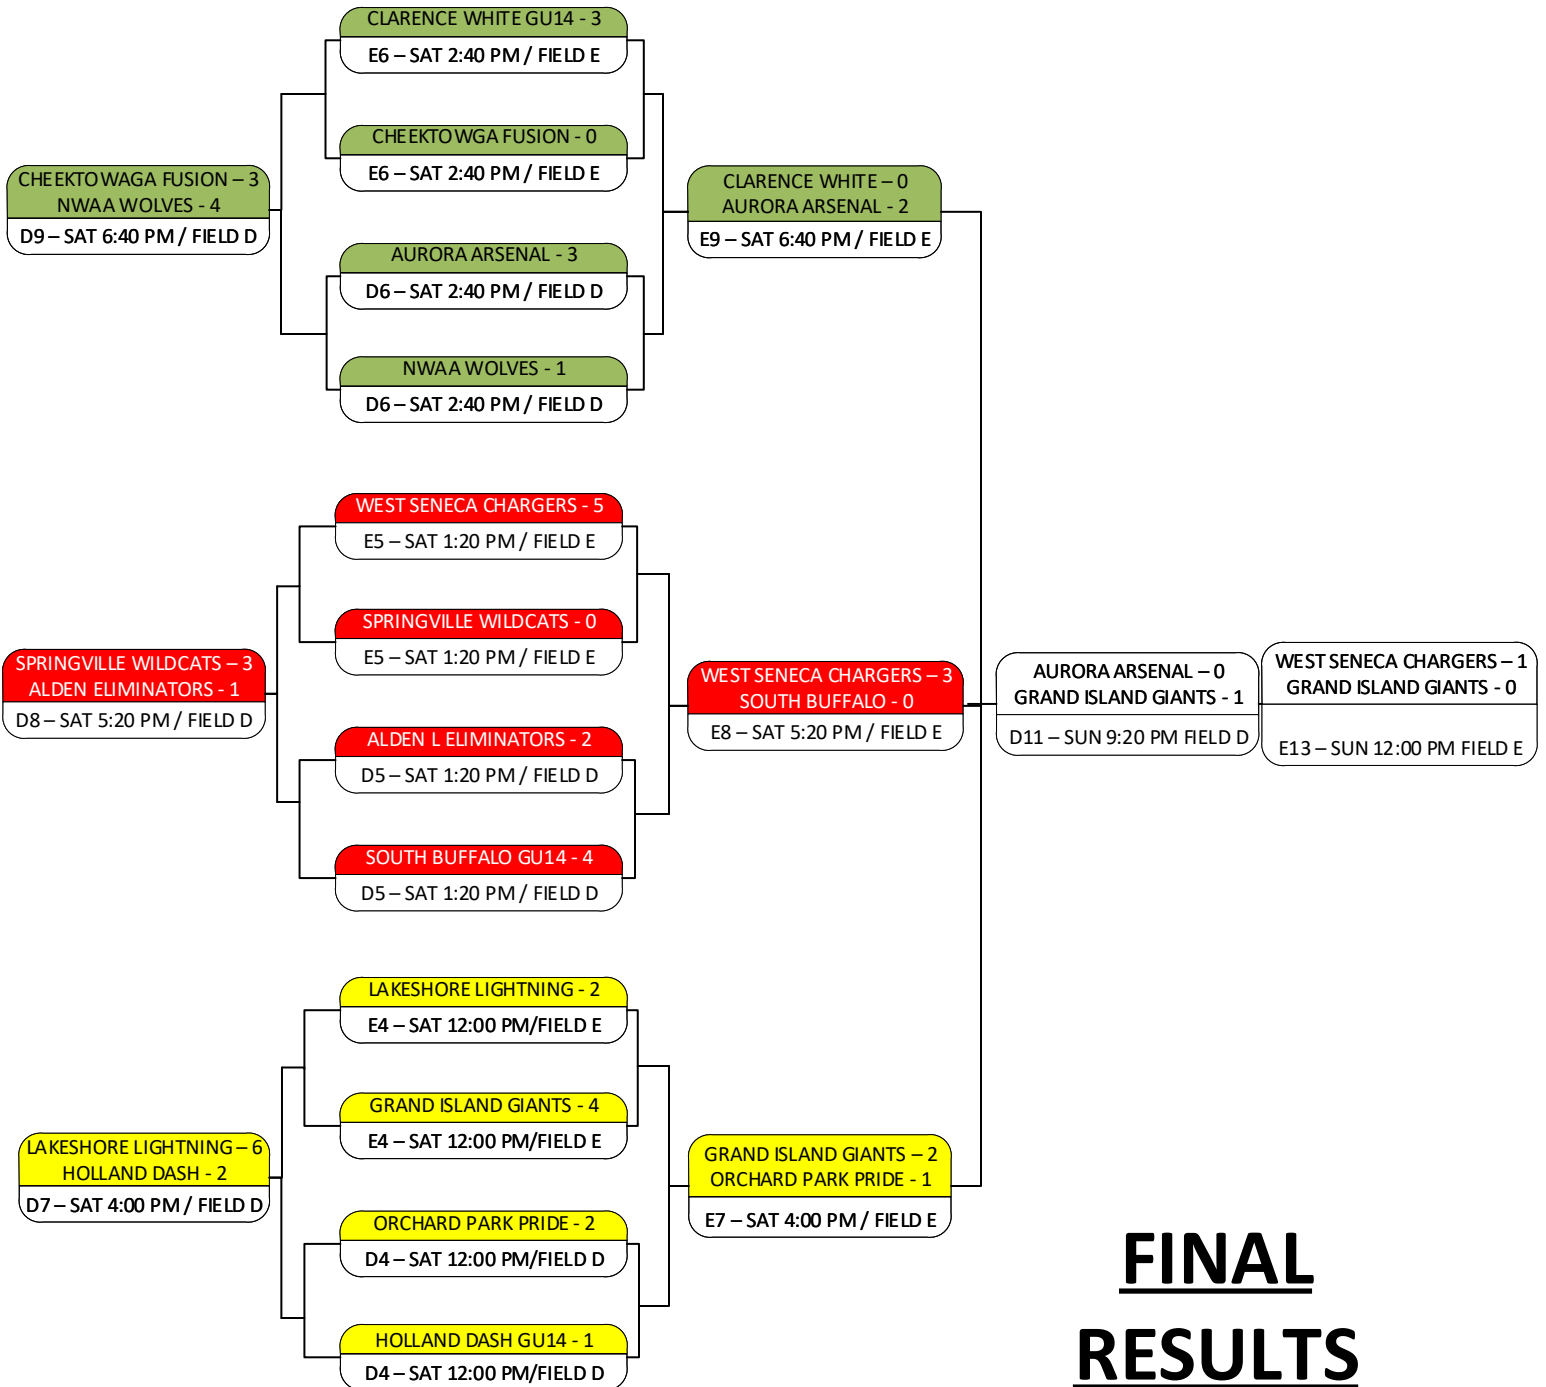 CLARENCE WHITE GU14 - 3
E6 – SAT 2:40 PM / FIELD E
CHEEKTOWGA FUSION - 0
E6 – SAT 2:40 PM / FIELD E
CHEEKTOWAGA FUSION – 3
NWAA WOLVES - 4
D9 – SAT 6:40 PM / FIELD D
CLARENCE WHITE – 0
AURORA ARSENAL - 2
E9 – SAT 6:40 PM / FIELD E
AURORA ARSENAL - 3
D6 – SAT 2:40 PM / FIELD D
NWAA WOLVES - 1
D6 – SAT 2:40 PM / FIELD D
WEST SENECA CHARGERS - 5
E5 – SAT 1:20 PM / FIELD E
SPRINGVILLE WILDCATS - 0
E5 – SAT 1:20 PM / FIELD E
SPRINGVILLE WILDCATS – 3
ALDEN ELIMINATORS - 1
D8 – SAT 5:20 PM / FIELD D
WEST SENECA CHARGERS – 3
SOUTH BUFFALO - 0
E8 – SAT 5:20 PM / FIELD E
AURORA ARSENAL – 0
GRAND ISLAND GIANTS - 1
D11 – SUN 9:20 PM FIELD D
WEST SENECA CHARGERS – 1
GRAND ISLAND GIANTS - 0
E13 – SUN 12:00 PM FIELD E
ALDEN L ELIMINATORS - 2
D5 – SAT 1:20 PM / FIELD D
SOUTH BUFFALO GU14 - 4
D5 – SAT 1:20 PM / FIELD D
LAKESHORE LIGHTNING - 2
E4 – SAT 12:00 PM/FIELD E
GRAND ISLAND GIANTS - 4
E4 – SAT 12:00 PM/FIELD E
LAKESHORE LIGHTNING – 6
HOLLAND DASH - 2
D7 – SAT 4:00 PM / FIELD D
GRAND ISLAND GIANTS – 2
ORCHARD PARK PRIDE - 1
E7 – SAT 4:00 PM / FIELD E
ORCHARD PARK PRIDE - 2
D4 – SAT 12:00 PM/FIELD D
HOLLAND DASH GU14 - 1
D4 – SAT 12:00 PM/FIELD D
FINAL
RESULTS